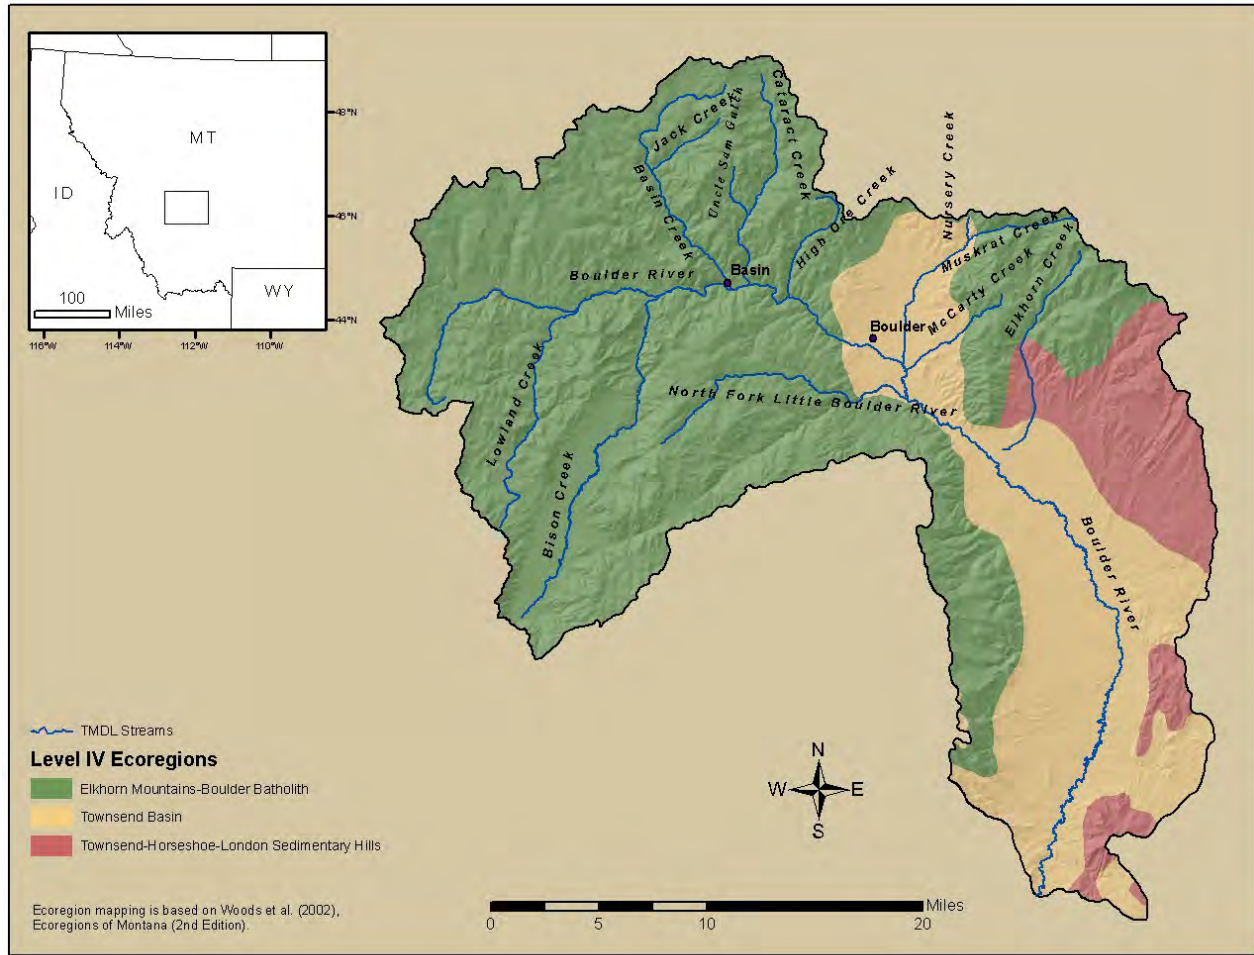 MT
ID
WY
100
Miles
48°N
46°N
44°N
116°W
114°W
112°W
110°W
Jack Creek
Uncle Sam Gulch
Cataract Creek
Basin Creek
High Ore Creek
Nursery Creek
Muskrat Creek
McCarty Creek
Elkhorn Creek
Boulder River
Basin
Boulder
Lowland Creek
Bison Creek
North Fork Little Boulder River
Boulder River
TMDL Streams
Level IV Ecoregions
Elkhorn Mountains-Boulder Batholith
Townsend Basin
Townsend-Horseshoe-London Sedimentary Hills
N
W E
S
Ecoregion mapping is based on Woods et al. (2002),
Ecoregions of Montana (2nd Edition).
Miles
0 5 10 20